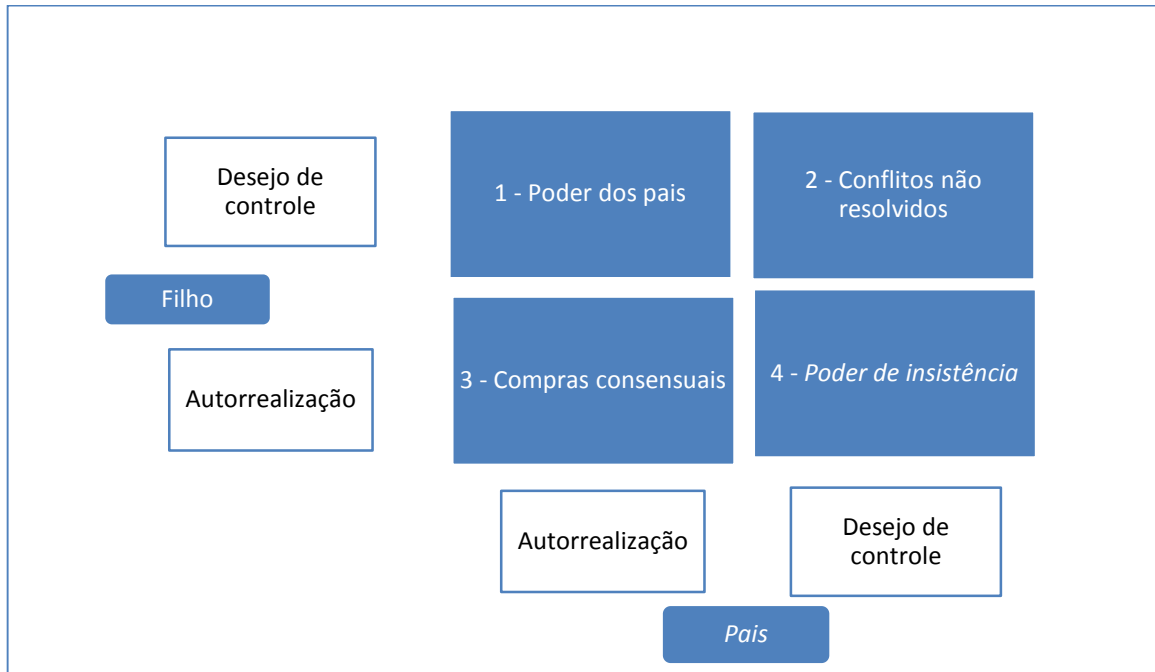 Desejo de
controle
1 - Poder dos pais
2 - Conflitos não
resolvidos
Filho
Autorrealização
3 - Compras consensuais
4 - Poder de insistência
Autorrealização
Desejo de
controle
Pais